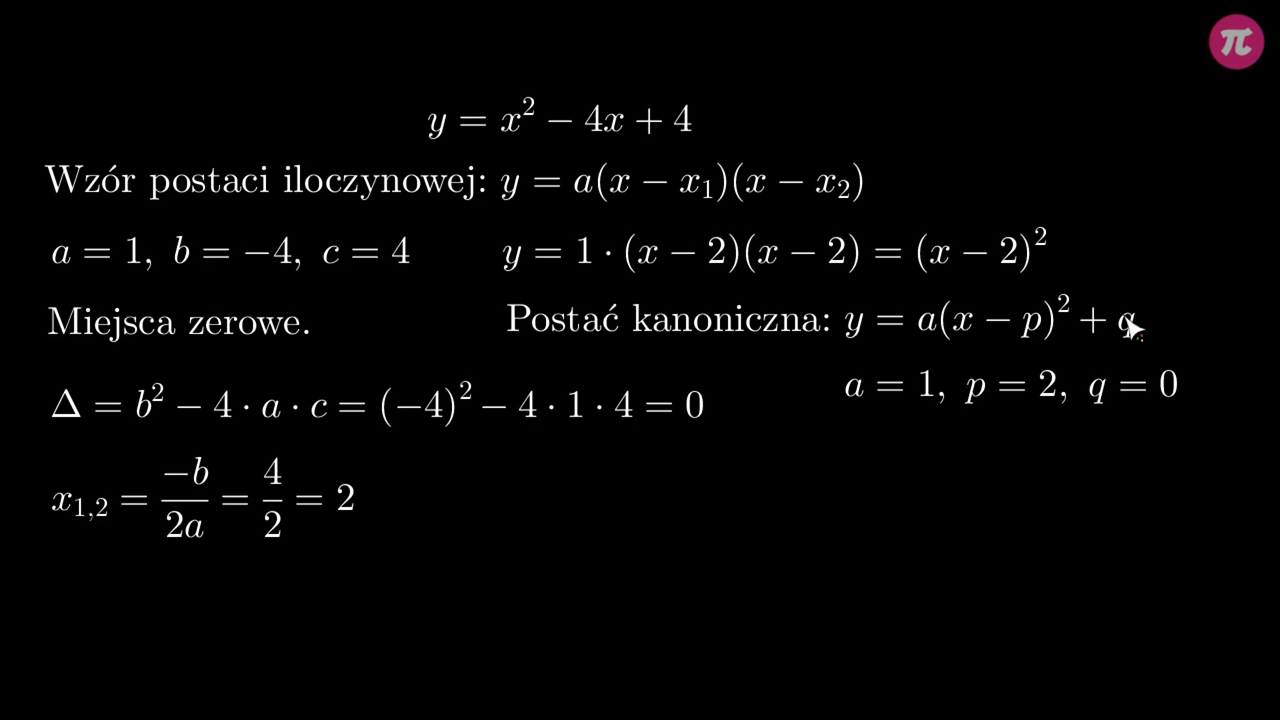 π
y = x² − 4x + 4
Wzór postaci iloczynowej: y = a(x − x₁)(x − x₂)
a = 1, b = −4, c = 4
y = 1 · (x − 2)(x − 2) = (x − 2)²
Miejsca zerowe.
Postać kanoniczna: y = a(x − p)² + q
a = 1, p = 2, q = 0
Δ = b² − 4 · a · c = (−4)² − 4 · 1 · 4 = 0
x₁,₂ = −b/2a = 4/2 = 2